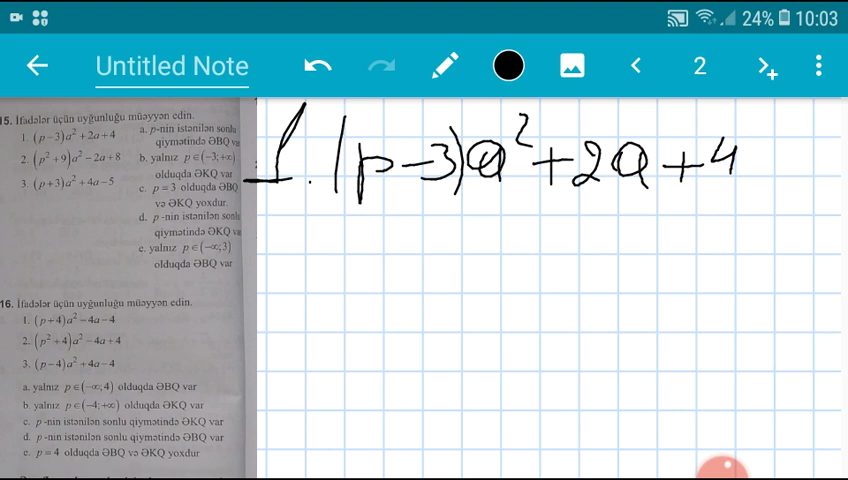 24% 10:03
Untitled Note
2
15. İfadələr üçün uyğunluğu müəyyən edin.
1. (p−3)a²+2a+4
2. (p²+9)a²−2a+8
3. (p+3)a²+4a−5
a. p-nin istənilən sonlu
qiymətində ƏBQ va
b. yalnız p∈(−3;+∞)
olduqda ƏKQ var
c. p=3 olduqda ƏBQ
və ƏKQ yoxdur.
d. p-nin istənilən sonlu
qiymətində ƏKQ va
e. yalnız p∈(−∞;3)
olduqda ƏBQ var
16. İfadələr üçün uyğunluğu müəyyən edin.
1. (p+4)a²−4a−4
2. (p²+4)a²−4a+4
3. (p−4)a²+4a−4
a. yalnız p∈(−∞;4) olduqda ƏBQ var
b. yalnız p∈(−4;+∞) olduqda ƏKQ var
c. p-nin istənilən sonlu qiymətində ƏKQ var
d. p-nin istənilən sonlu qiymətində ƏBQ var
e. p=4 olduqda ƏBQ və ƏKQ yoxdur
1. (p−3)a²+2a+4